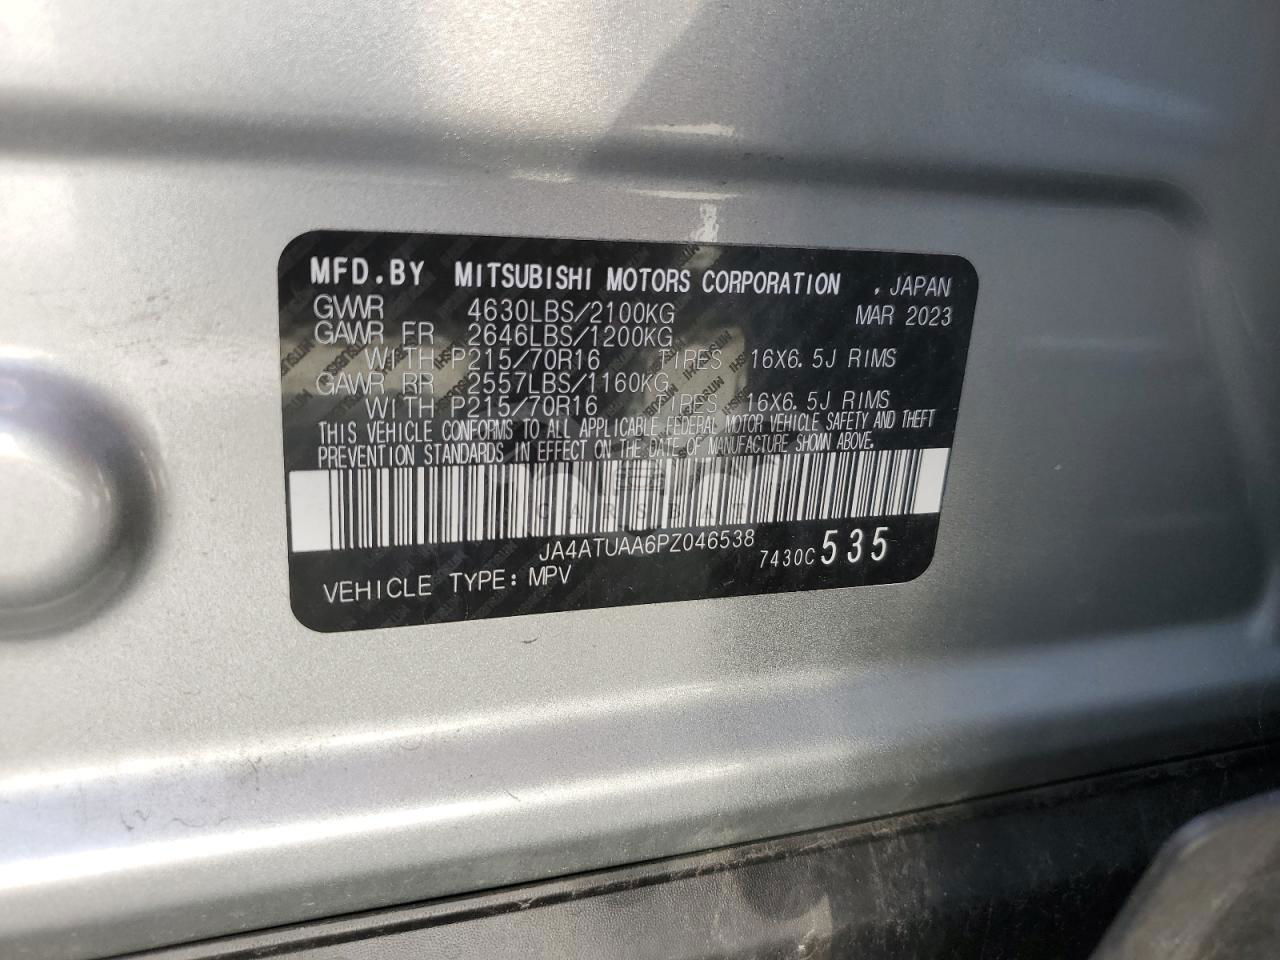 MFD.BY MITSUBISHI MOTORS CORPORATION , JAPAN
GVWR 4630LBS/2100KG MAR 2023
GAWR FR 2646LBS/1200KG
WITH P215/70R16 TIRES 16X6.5J RIMS
GAWR RR 2557LBS/1160KG
WITH P215/70R16 TIRES 16X6.5J RIMS
THIS VEHICLE CONFORMS TO ALL APPLICABLE FEDERAL MOTOR VEHICLE SAFETY AND THEFT
PREVENTION STANDARDS IN EFFECT ON THE DATE OF MANUFACTURE SHOWN ABOVE.
JA4ATUAA6PZ046538 7430C 535
VEHICLE TYPE: MPV